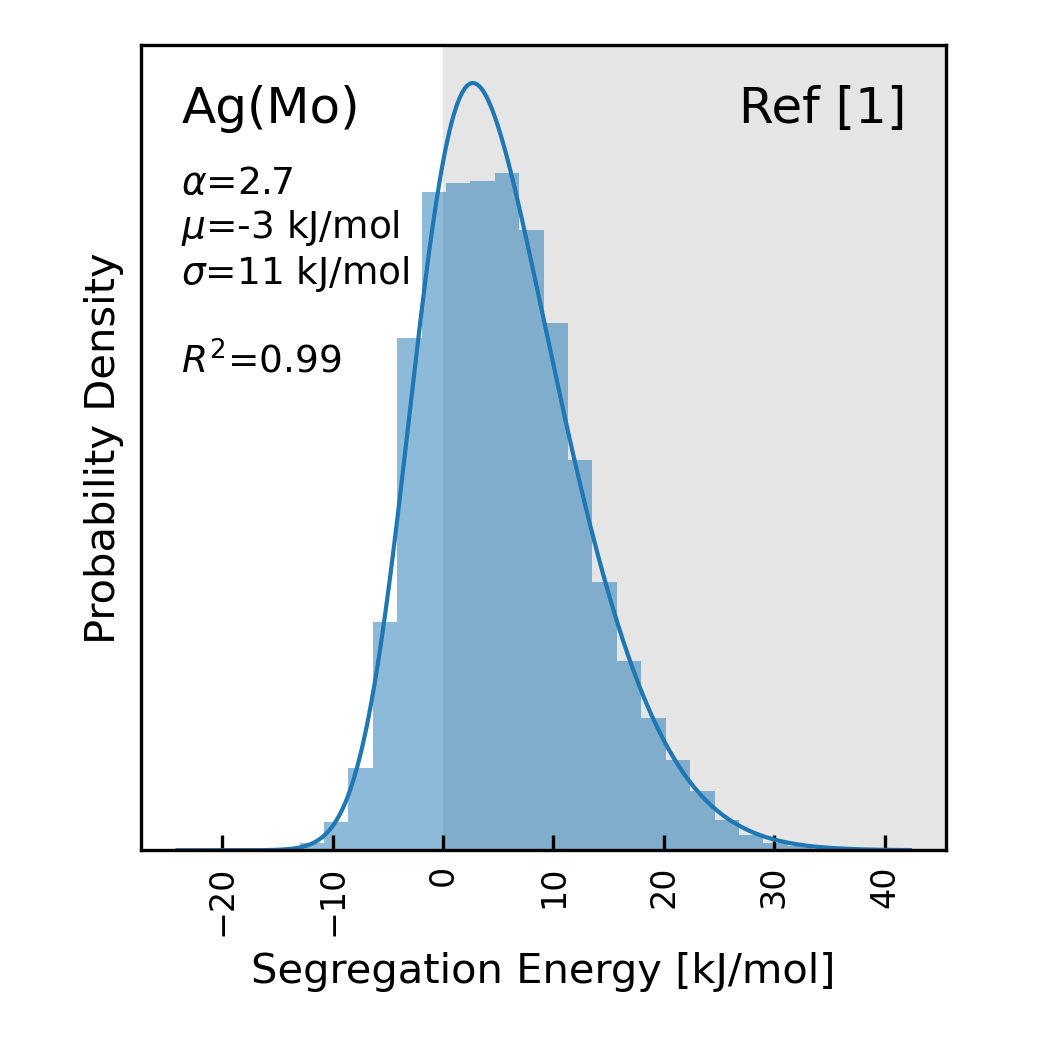 Ag(Mo)
Ref [1]
α=2.7
μ=-3 kJ/mol
σ=11 kJ/mol
R²=0.99
Probability Density
−20 −10 0 10 20 30 40
Segregation Energy [kJ/mol]